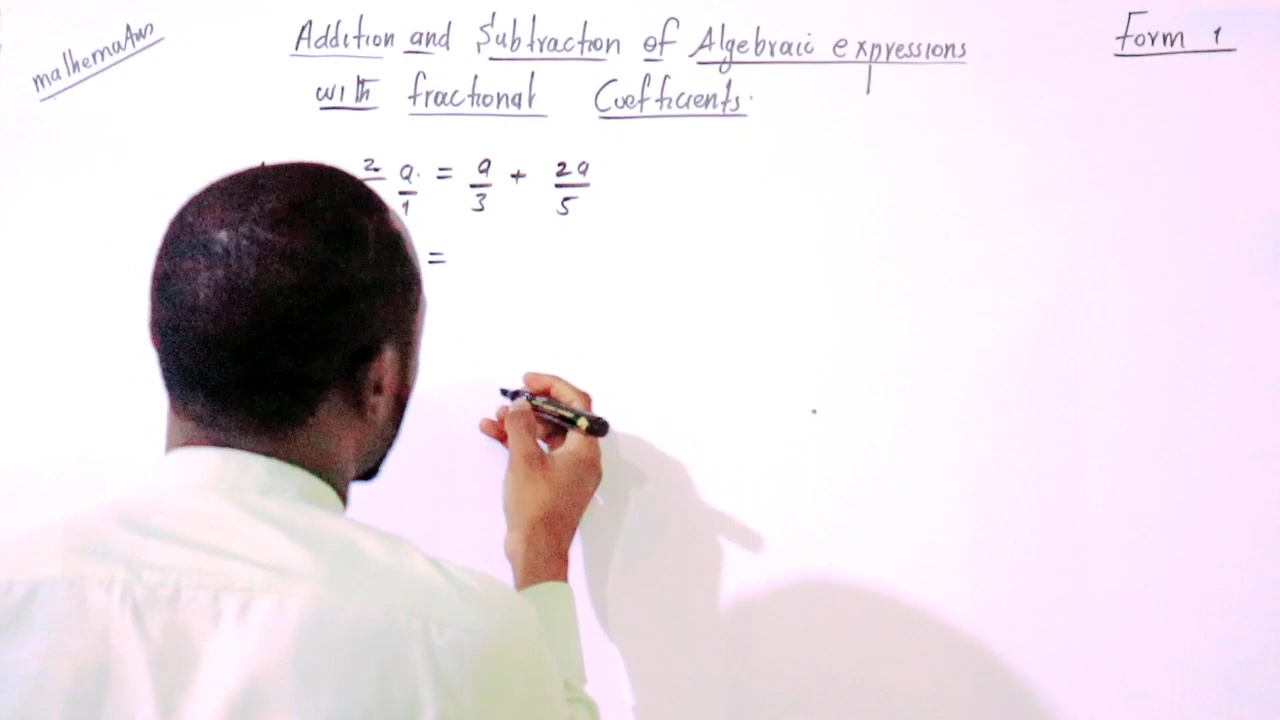 mathematics
Addition and Subtraction of Algebraic expressions
with fractional Coefficients.
Form 1
2 a. = a + 2a
1 3 5
=